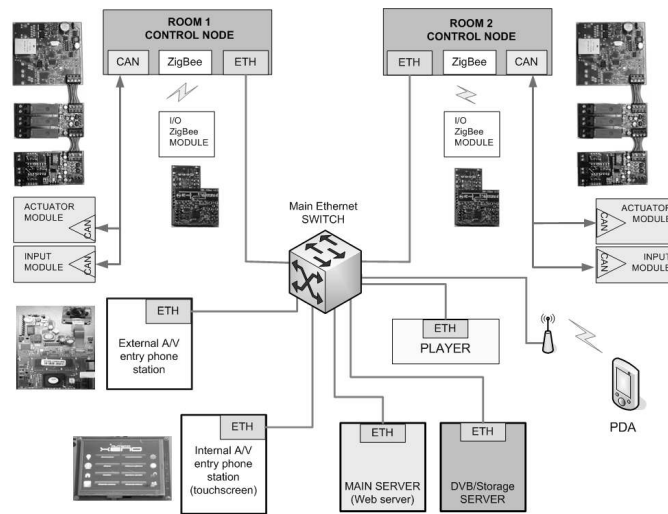 ROOM 1
CONTROL NODE
CAN
ZigBee
ETH
ROOM 2
CONTROL NODE
ETH
ZigBee
CAN
I/O
ZigBee
MODULE
I/O
ZigBee
MODULE
ACTUATOR
MODULE
CAN
INPUT
MODULE
CAN
Main Ethernet
SWITCH
ACTUATOR
MODULE
CAN
INPUT
MODULE
CAN
ETH
External A/V
entry phone
station
ETH
PLAYER
PDA
ETH
Internal A/V
entry phone
station
(touchscreen)
ETH
MAIN SERVER
(Web server)
ETH
DVB/Storage
SERVER